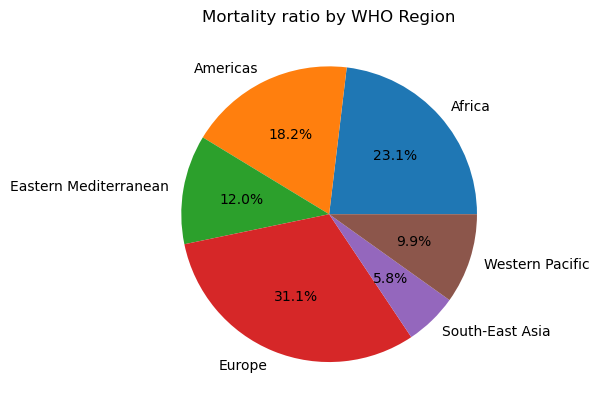 Mortality ratio by WHO Region
Americas
Africa
18.2%
23.1%
Eastern Mediterranean
12.0%
9.9%
Western Pacific
5.8%
31.1%
South-East Asia
Europe